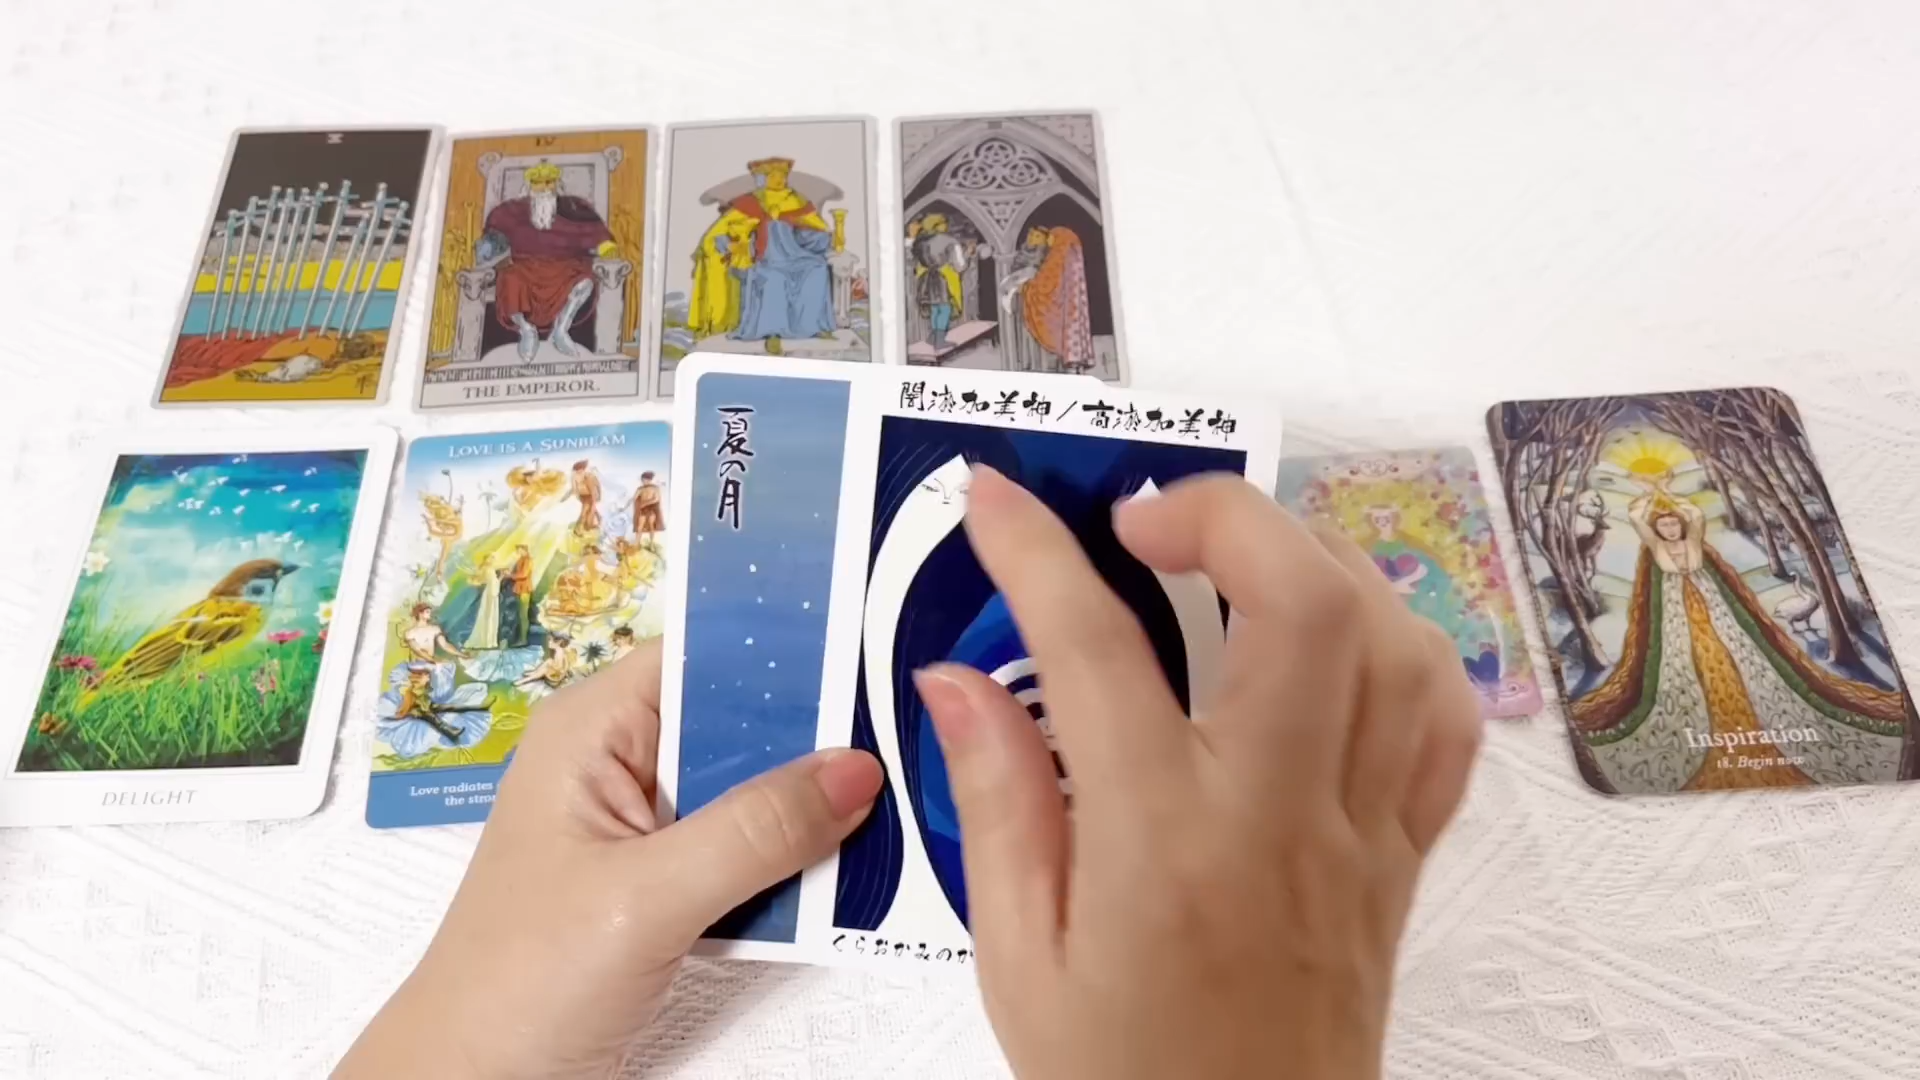 IV
THE EMPEROR.
DELIGHT
LOVE IS A SUNBEAM
Love radiates
the
夏の月
闇淤加美神/高淤加美神
くらおかみのか
Inspiration
18. Begin now